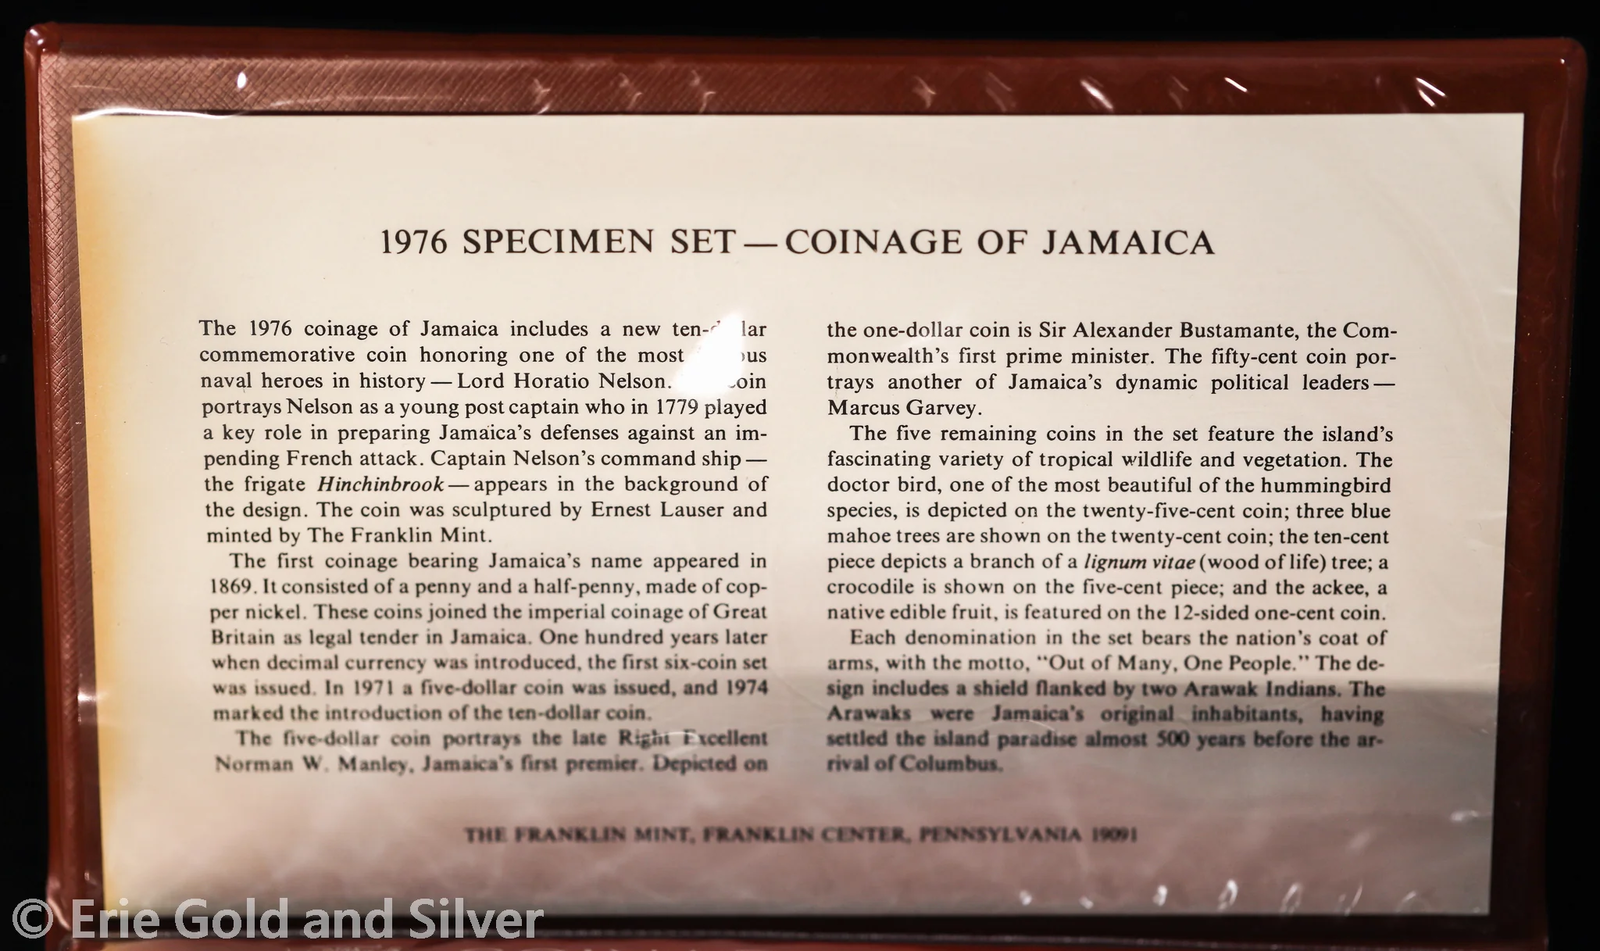 1976 SPECIMEN SET—COINAGE OF JAMAICA
The 1976 coinage of Jamaica includes a new
commemorative coin honoring one of the most
naval heroes in history—Lord Horatio Nelson.
portrays Nelson as a young post captain who in 1779 played
a key role in preparing Jamaica's defenses against an im-
pending French attack. Captain Nelson's command ship—
the frigate Hinchinbrook—appears in the background of
the design. The coin was sculptured by Ernest Lauser and
minted by The Franklin Mint.
The first coinage bearing Jamaica's name appeared in
1869. It consisted of a penny and a half-penny, made of cop-
per nickel. These coins joined the imperial coinage of Great
Britain as legal tender in Jamaica. One hundred years later
when decimal currency was introduced, the first six-coin set
was issued. In 1971 a five-dollar coin was issued, and 1974
marked the introduction of the ten-dollar coin.
The five-dollar coin portrays the late Right Excellent
Norman W. Manley, Jamaica's first premier. Depicted on
the one-dollar coin is Sir Alexander Bustamante, the Com-
monwealth's first prime minister. The fifty-cent coin por-
trays another of Jamaica's dynamic political leaders—
Marcus Garvey.
The five remaining coins in the set feature the island's
fascinating variety of tropical wildlife and vegetation. The
doctor bird, one of the most beautiful of the hummingbird
species, is depicted on the twenty-five-cent coin; three blue
mahoe trees are shown on the twenty-cent coin; the ten-cent
piece depicts a branch of a lignum vitae (wood of life) tree; a
crocodile is shown on the five-cent piece; and the ackee, a
native edible fruit, is featured on the 12-sided one-cent coin.
Each denomination in the set bears the nation's coat of
arms, with the motto, "Out of Many, One People." The de-
sign includes a shield flanked by two Arawak Indians. The
Arawaks were Jamaica's original inhabitants, having
settled the island paradise almost 500 years before the ar-
rival of Columbus.
THE FRANKLIN MINT, FRANKLIN CENTER, PENNSYLVANIA 19091
© Erie Gold and Silver